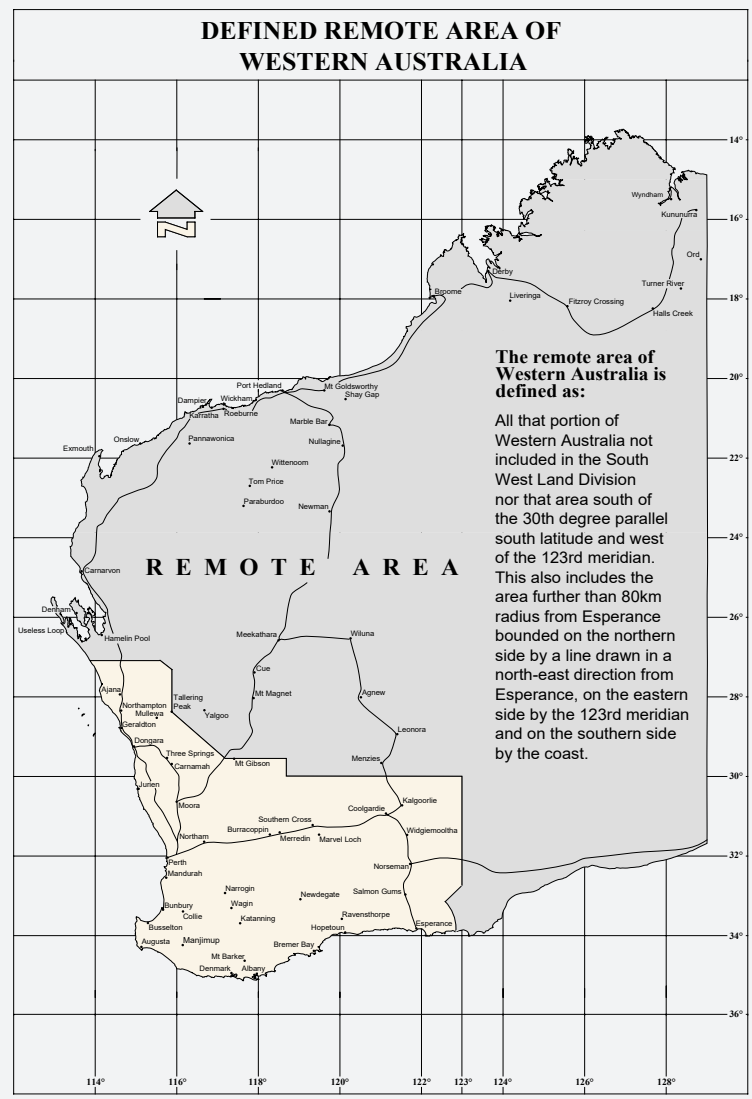 DEFINED REMOTE AREA OF
WESTERN AUSTRALIA
14°
Wyndham
16°
Kununurra
N
Ord
Derby
Turner River
Broome
Liveringa
Fitzroy Crossing
18°
Halls Creek
The remote area of
Western Australia is
defined as:
All that portion of
Western Australia not
included in the South
West Land Division
nor that area south of
the 30th degree parallel
south latitude and west
of the 123rd meridian.
This also includes the
area further than 80km
radius from Esperance
bounded on the northern
side by a line drawn in a
north-east direction from
Esperance, on the eastern
side by the 123rd meridian
and on the southern side
by the coast.
20°
Port Hedland
Mt Goldsworthy
Shay Gap
Dampier
Wickham
Karratha
Roeburne
Marble Bar
Onslow
Pannawonica
Nullagine
Exmouth
22°
Wittenoom
Tom Price
Paraburdoo
Newman
24°
REMOTE AREA
Carnarvon
Denham
26°
Useless Loop
Hamelin Pool
Meekathara
Wiluna
Cue
Ajana
Mt Magnet
Agnew
Tallering
Peak
28°
Northampton
Mullewa
Yalgoo
Geraldton
Leonora
Dongara
Three Springs
Carnamah
Mt Gibson
Menzies
30°
Jurien
Moora
Kalgoorlie
Coolgardie
Southern Cross
Burracoppin
Widgiemooltha
Northam
Merredin
Marvel Loch
32°
Perth
Mandurah
Norseman
Narrogin
Newdegate
Salmon Gums
Bunbury
Wagin
Collie
Katanning
Ravensthorpe
Busselton
Hopetoun
Esperance
34°
Augusta
Manjimup
Bremer Bay
Mt Barker
Denmark
Albany
36°
114°
116°
118°
120°
122°
123°
124°
126°
128°